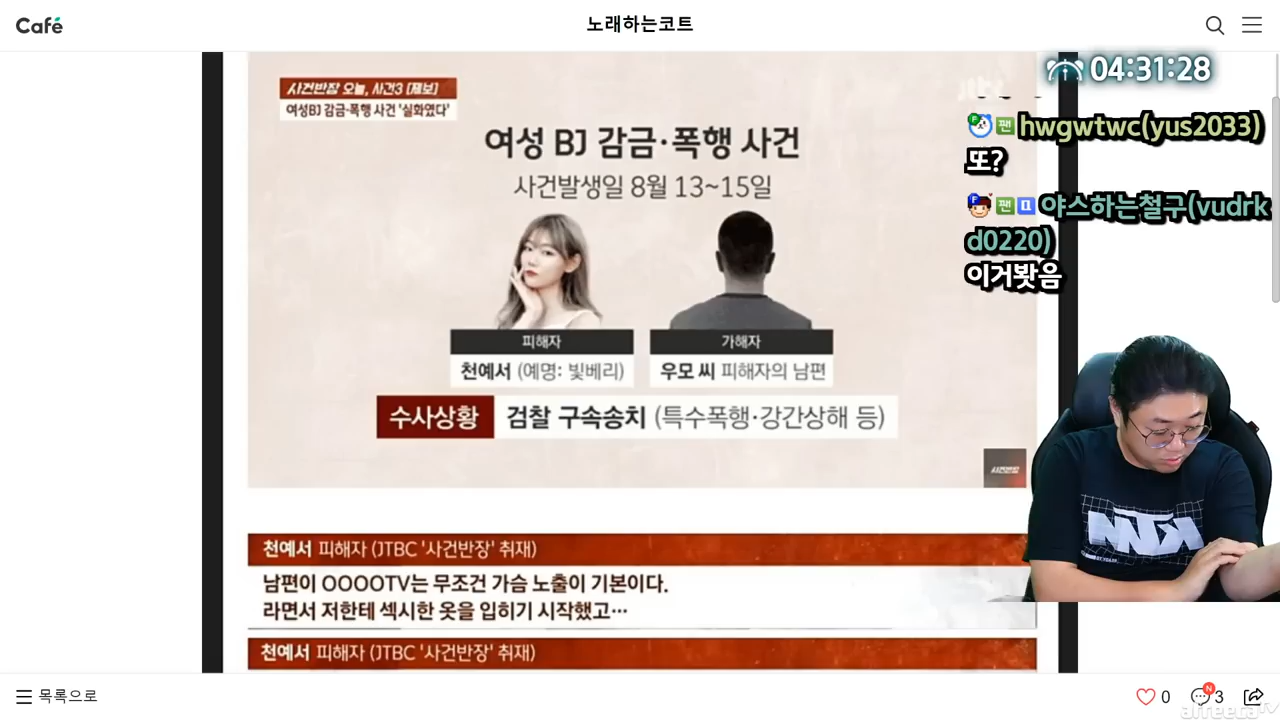 Café
노래하는코트
사건반장 오늘, 사건3 [제보]
여성BJ 감금·폭행 사건 '실화였다'
여성 BJ 감금·폭행 사건
사건발생일 8월 13~15일
피해자
가해자
천예서 (예명: 빛베리)
우모 씨 피해자의 남편
수사상황 검찰 구속송치 (특수폭행·강간상해 등)
천예서 피해자 (JTBC '사건반장' 취재)
남편이 OOOOTV는 무조건 가슴 노출이 기본이다.
라면서 저한테 섹시한 옷을 입히기 시작했고…
천예서 피해자 (JTBC '사건반장' 취재)
04:31:28
팬 hwgwtwc(yus2033)
또?
팬 야스하는철구(vudrk
d0220)
이거봣음
목록으로
0
N
3
afreecaTV